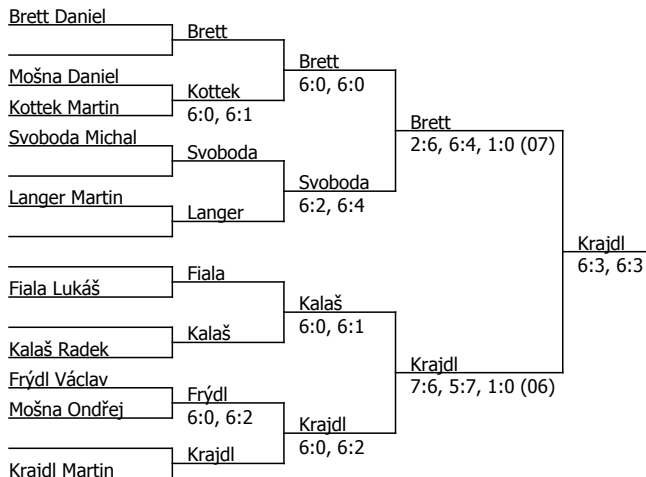 Brett Daniel
Brett
Brett
6:0, 6:0
Mošna Daniel
Kottek
6:0, 6:1
Kottek Martin
Brett
2:6, 6:4, 1:0 (07)
Svoboda Michal
Svoboda
Svoboda
6:2, 6:4
Langer Martin
Langer
Krajdl
6:3, 6:3
Fiala
Fiala Lukáš
Kalaš
6:0, 6:1
Kalaš
Kalaš Radek
Krajdl
7:6, 5:7, 1:0 (06)
Frýdl Václav
Frýdl
6:0, 6:2
Mošna Ondřej
Krajdl
6:0, 6:2
Krajdl
Krajdl Martin